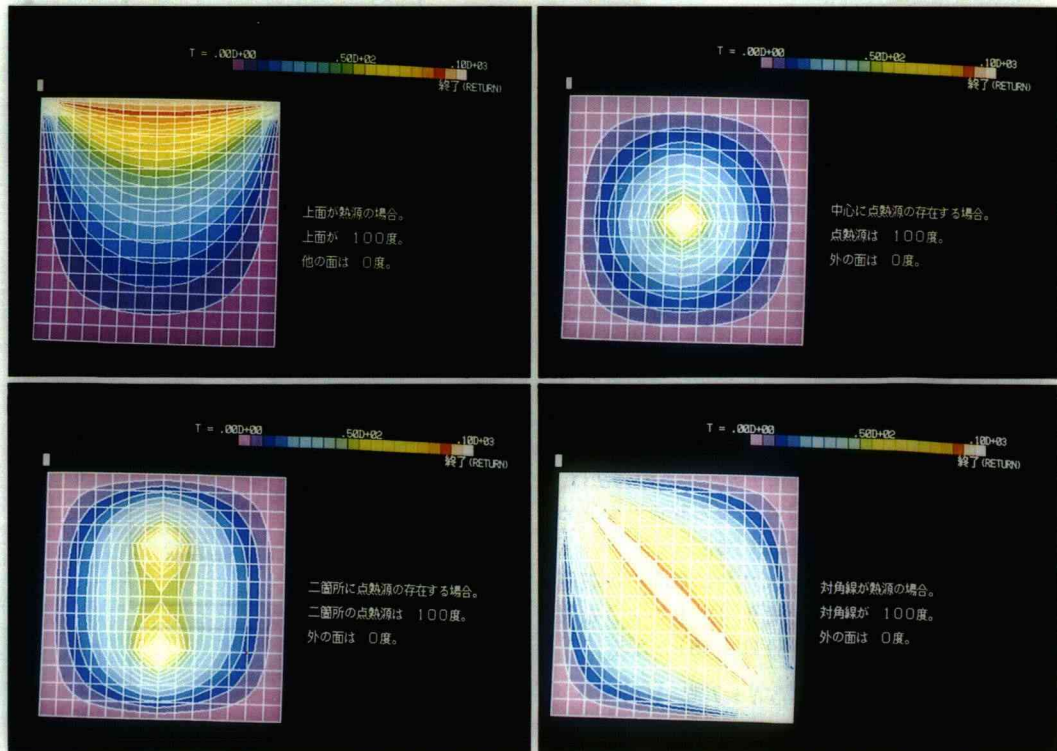 T = .00D+00 .50D+02 .10D+03
終了(RETURN)
上面が熱源の場合。
上面が 100度。
他の面は 0度。
T = .00D+00 .50D+02 .10D+03
終了(RETURN)
中心に点熱源の存在する場合。
点熱源は 100度。
外の面は 0度。
T = .00D+00 .50D+02 .10D+03
終了(RETURN)
二箇所に点熱源の存在する場合。
二箇所の点熱源は 100度。
外の面は 0度。
T = .00D+00 .50D+02 .10D+03
終了(RETURN)
対角線が熱源の場合。
対角線が 100度。
外の面は 0度。